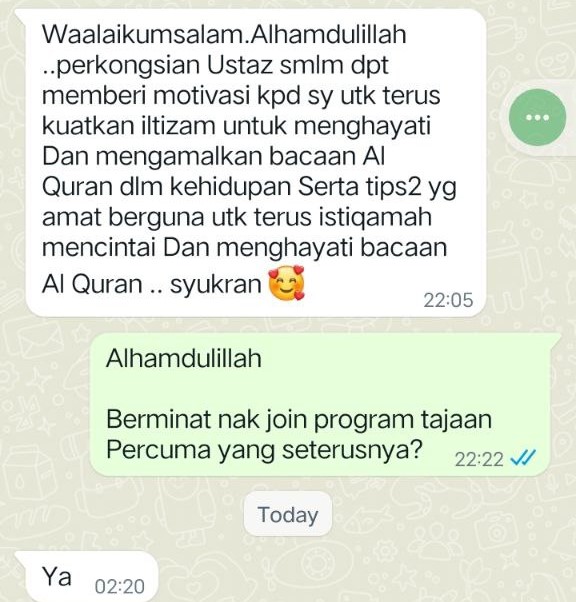 Waalaikumsalam.Alhamdulillah
..perkongsian Ustaz smlm dpt
memberi motivasi kpd sy utk terus
kuatkan iltizam untuk menghayati
Dan mengamalkan bacaan Al
Quran dlm kehidupan Serta tips2 yg
amat berguna utk terus istiqamah
mencintai Dan menghayati bacaan
Al Quran .. syukran 🥰
22:05
Alhamdulillah
Berminat nak join program tajaan
Percuma yang seterusnya? 22:22
Today
Ya 02:20